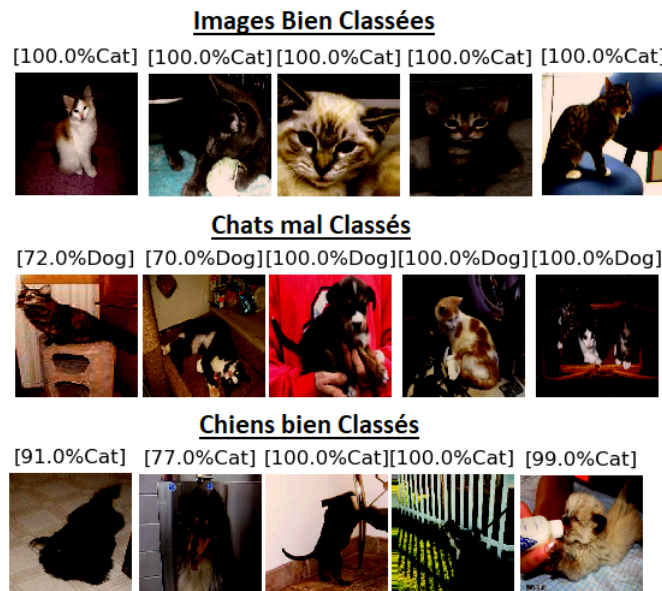 Images Bien Classées
[100.0%Cat] [100.0%Cat] [100.0%Cat] [100.0%Cat] [100.0%Cat]
Chats mal Classés
[72.0%Dog] [70.0%Dog] [100.0%Dog] [100.0%Dog] [100.0%Dog]
Chiens bien Classés
[91.0%Cat] [77.0%Cat] [100.0%Cat] [100.0%Cat] [99.0%Cat]